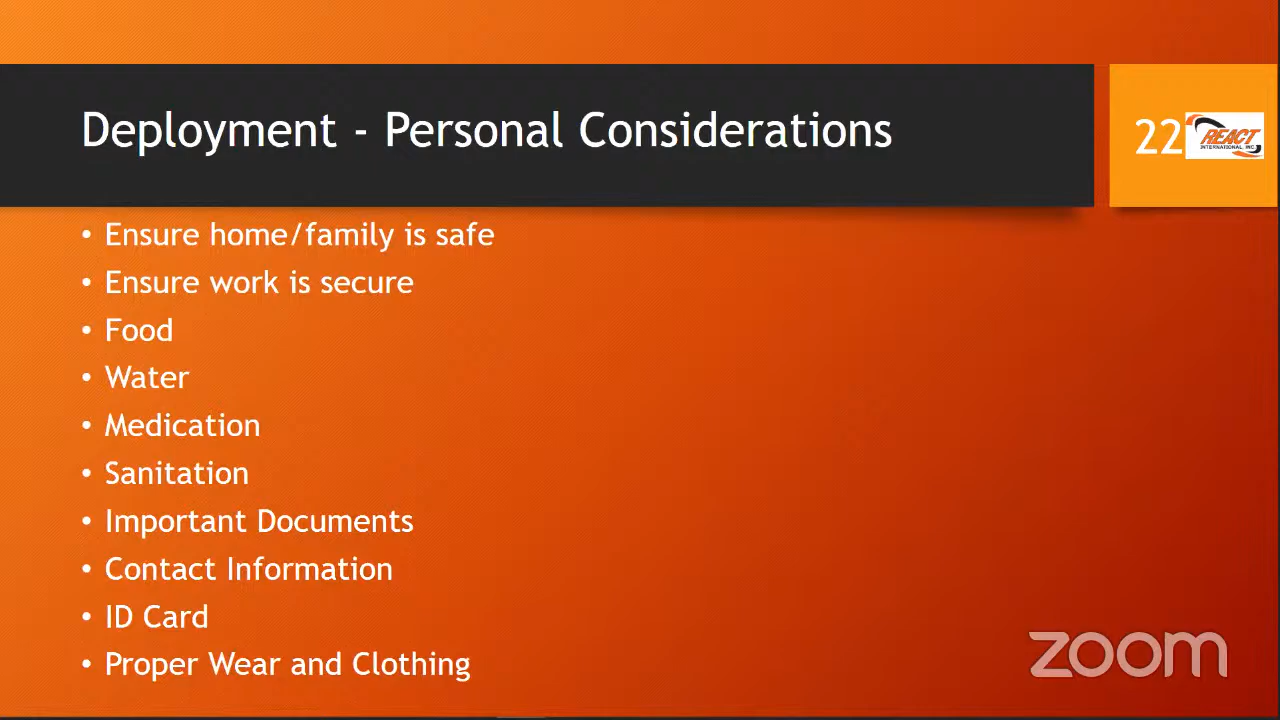 Deployment - Personal Considerations
22
REACT
INTERNATIONAL INC.
• Ensure home/family is safe
• Ensure work is secure
• Food
• Water
• Medication
• Sanitation
• Important Documents
• Contact Information
• ID Card
• Proper Wear and Clothing
zoom